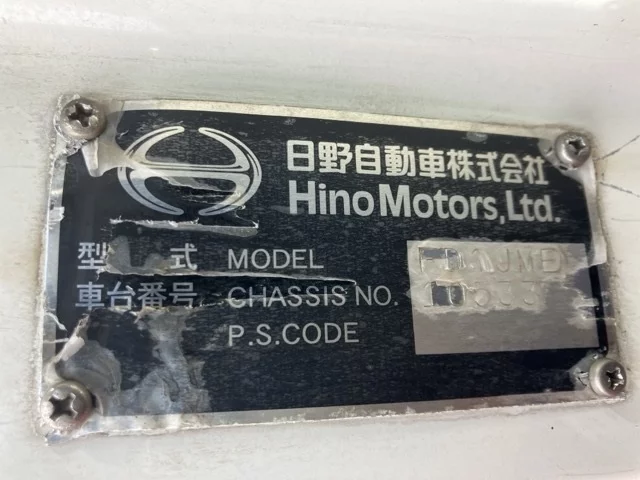 日野自動車株式会社
Hino Motors, Ltd.
型 式 MODEL
車台番号 CHASSIS NO.
P.S.CODE